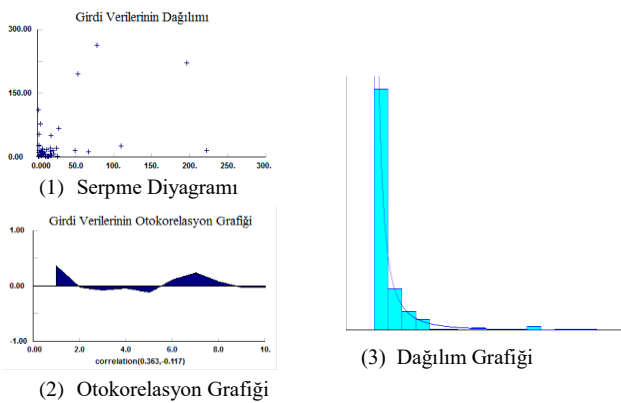 Girdi Verilerinin Dağılımı
300.00
150.00
0.00
0.000 50.0 100. 150. 200. 250. 300.
(1) Serpme Diyagramı
Girdi Verilerinin Otokorelasyon Grafiği
1.00
0.00
-1.00
0.00 2.0 4.0 6.0 8.0 10.
correlation(0.363,-0.117)
(2) Otokorelasyon Grafiği
(3) Dağılım Grafiği